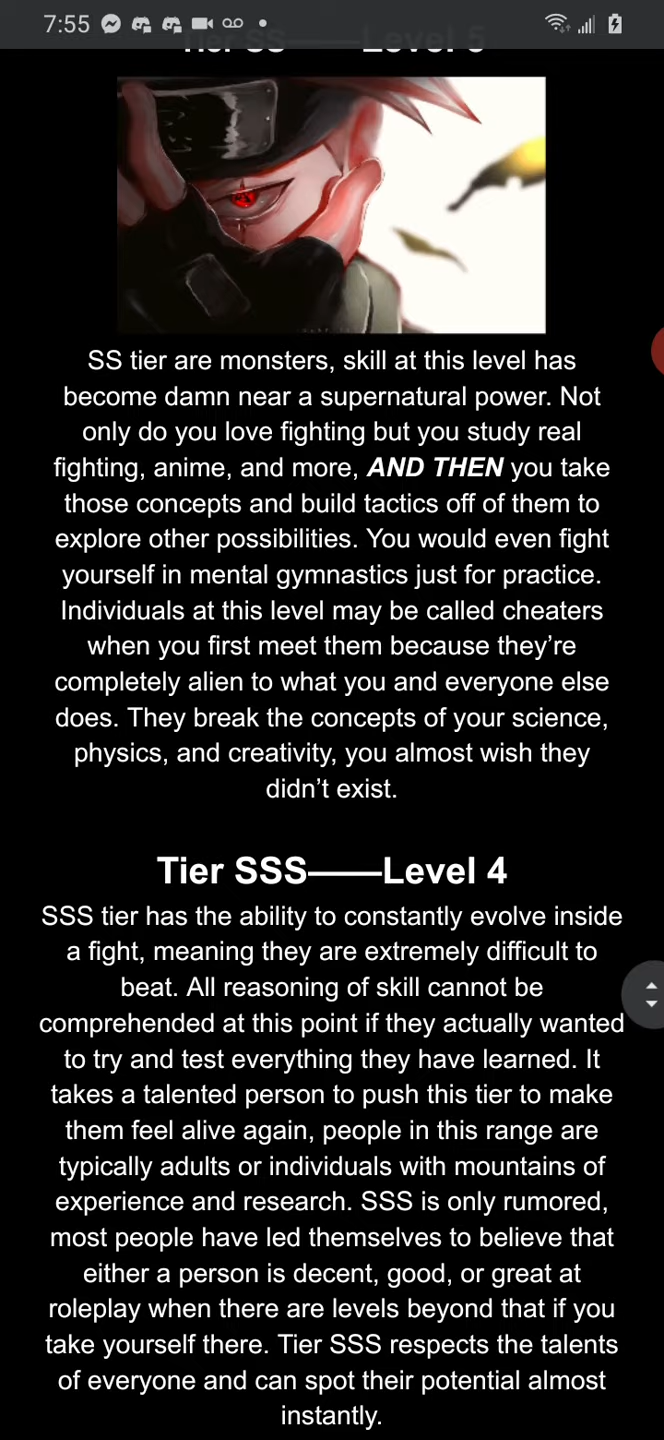 7:55
Tier SS——Level 5
SS tier are monsters, skill at this level has
become damn near a supernatural power. Not
only do you love fighting but you study real
fighting, anime, and more, AND THEN you take
those concepts and build tactics off of them to
explore other possibilities. You would even fight
yourself in mental gymnastics just for practice.
Individuals at this level may be called cheaters
when you first meet them because they’re
completely alien to what you and everyone else
does. They break the concepts of your science,
physics, and creativity, you almost wish they
didn’t exist.
Tier SSS——Level 4
SSS tier has the ability to constantly evolve inside
a fight, meaning they are extremely difficult to
beat. All reasoning of skill cannot be
comprehended at this point if they actually wanted
to try and test everything they have learned. It
takes a talented person to push this tier to make
them feel alive again, people in this range are
typically adults or individuals with mountains of
experience and research. SSS is only rumored,
most people have led themselves to believe that
either a person is decent, good, or great at
roleplay when there are levels beyond that if you
take yourself there. Tier SSS respects the talents
of everyone and can spot their potential almost
instantly.